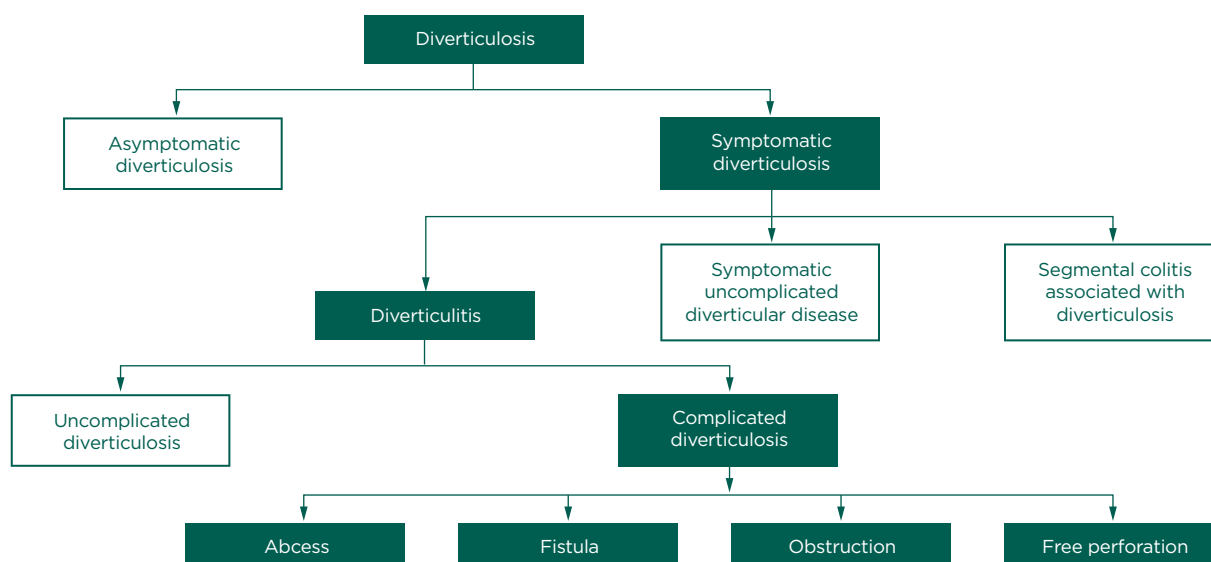 Diverticulosis
Asymptomatic
diverticulosis
Symptomatic
diverticulosis
Diverticulitis
Symptomatic
uncomplicated
diverticular disease
Segmental colitis
associated with
diverticulosis
Uncomplicated
diverticulosis
Complicated
diverticulosis
Abcess
Fistula
Obstruction
Free perforation